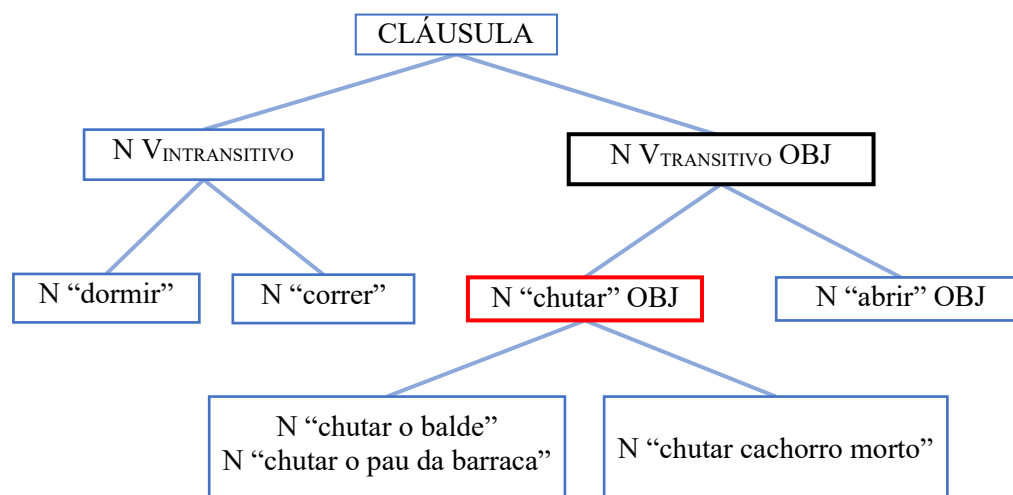 CLÁUSULA
N VINTRANSITIVO
N VTRANSITIVO OBJ
N “dormir”
N “correr”
N “chutar” OBJ
N “abrir” OBJ
N “chutar o balde”
N “chutar o pau da barraca”
N “chutar cachorro morto”